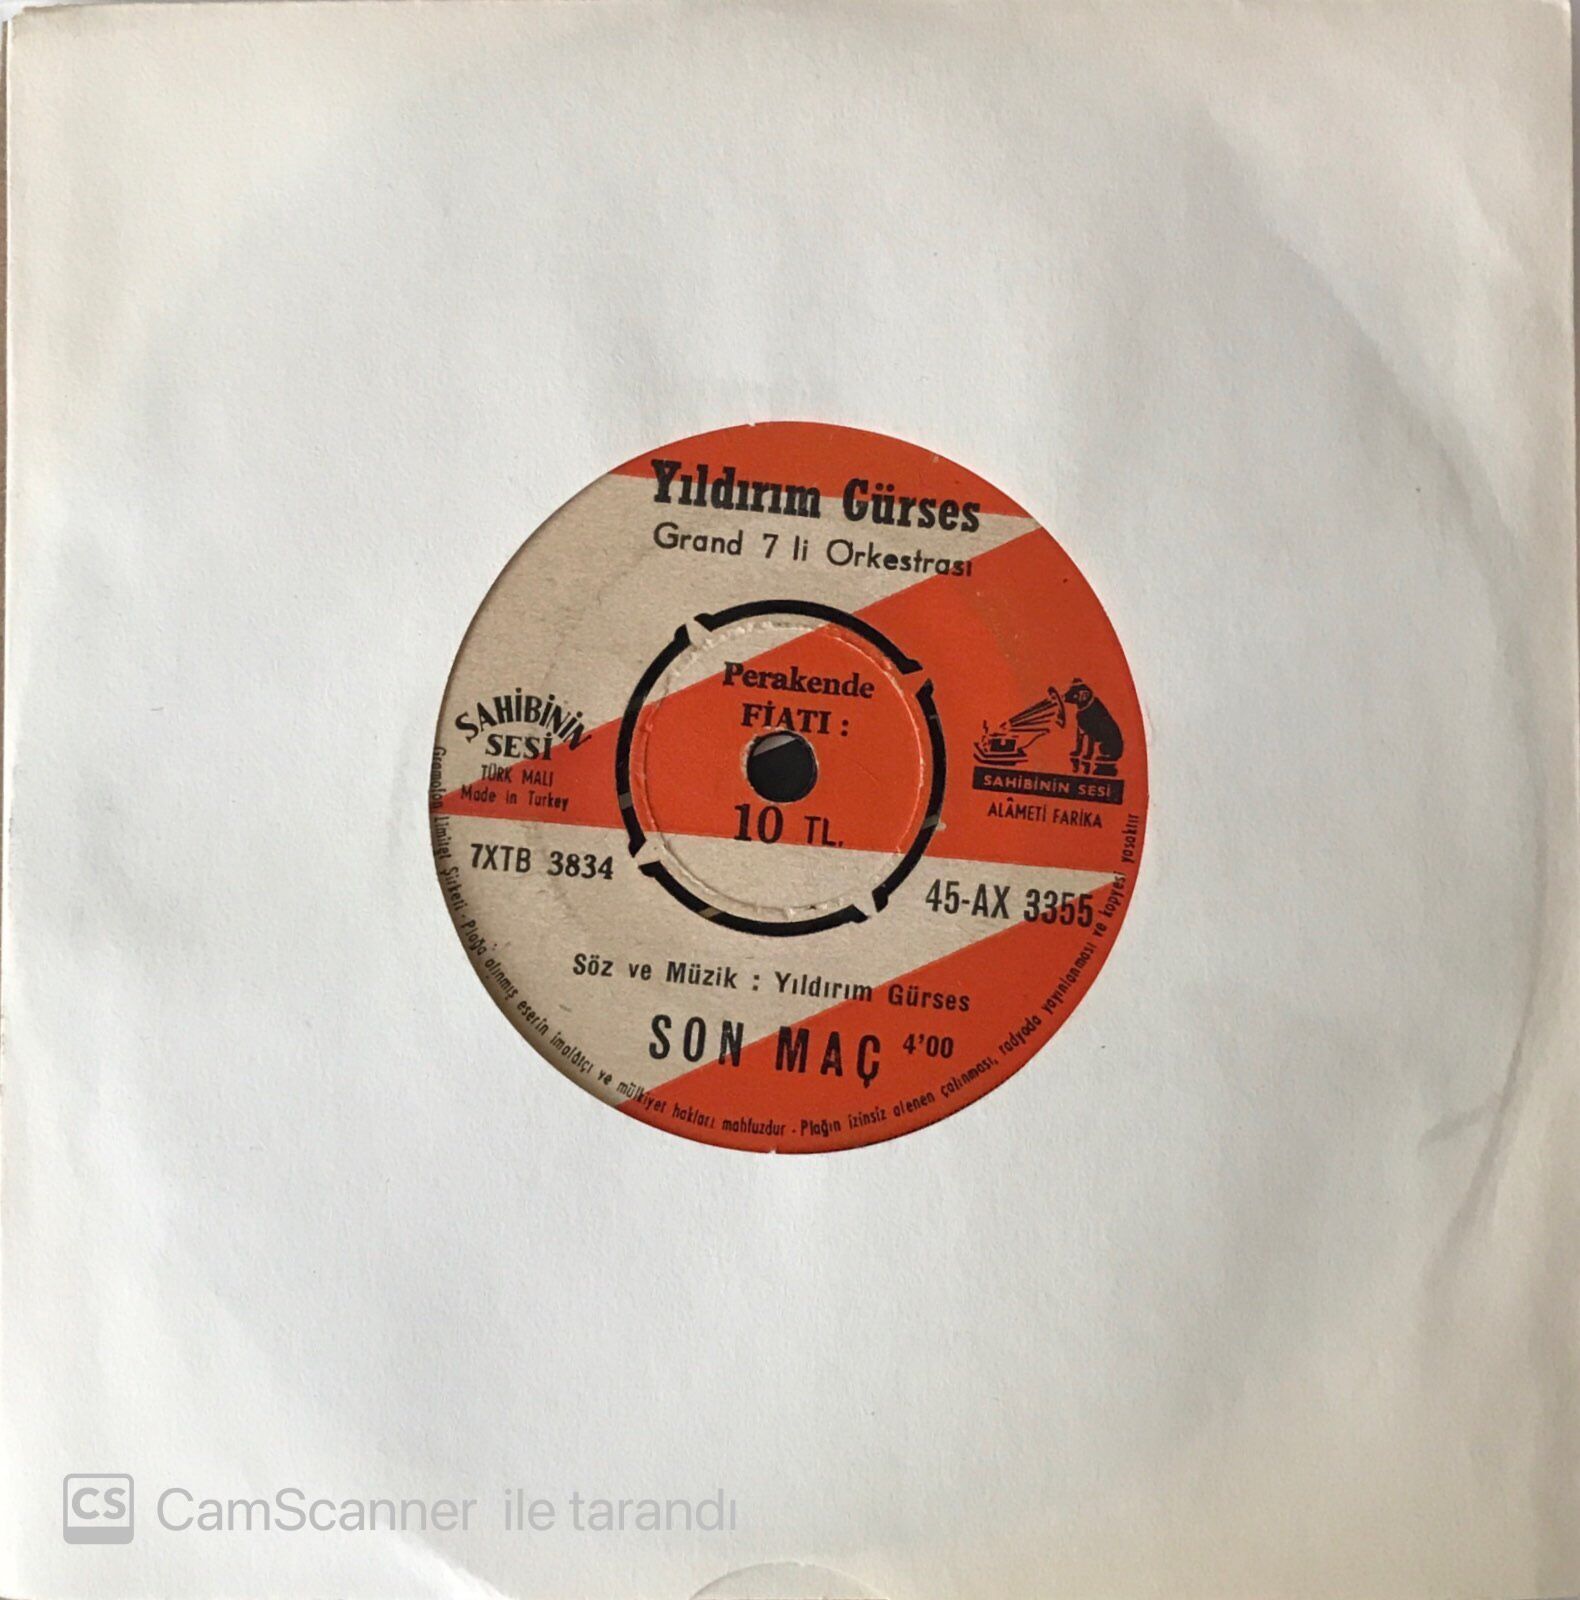 Yıldırım Gürses
Grand 7 li Orkestrası
Perakende
FİATI :
10 TL.
SAHİBİNİN
SESİ
TÜRK MALI
Made in Turkey
SAHİBİNİN SESİ
ALÂMETİ FARİKA
7XTB 3834
45-AX 3355
Söz ve Müzik : Yıldırım Gürses
SON MAÇ 4'00
Gramofon Limitet Şirketi - Plağa alınmış eserin imalâtçı ve mülkiyet hakları mahfuzdur - Plağın izinsiz alenen çalınması, radyoda yayınlanması ve kopyesi yasaktır
CS CamScanner ile tarandı